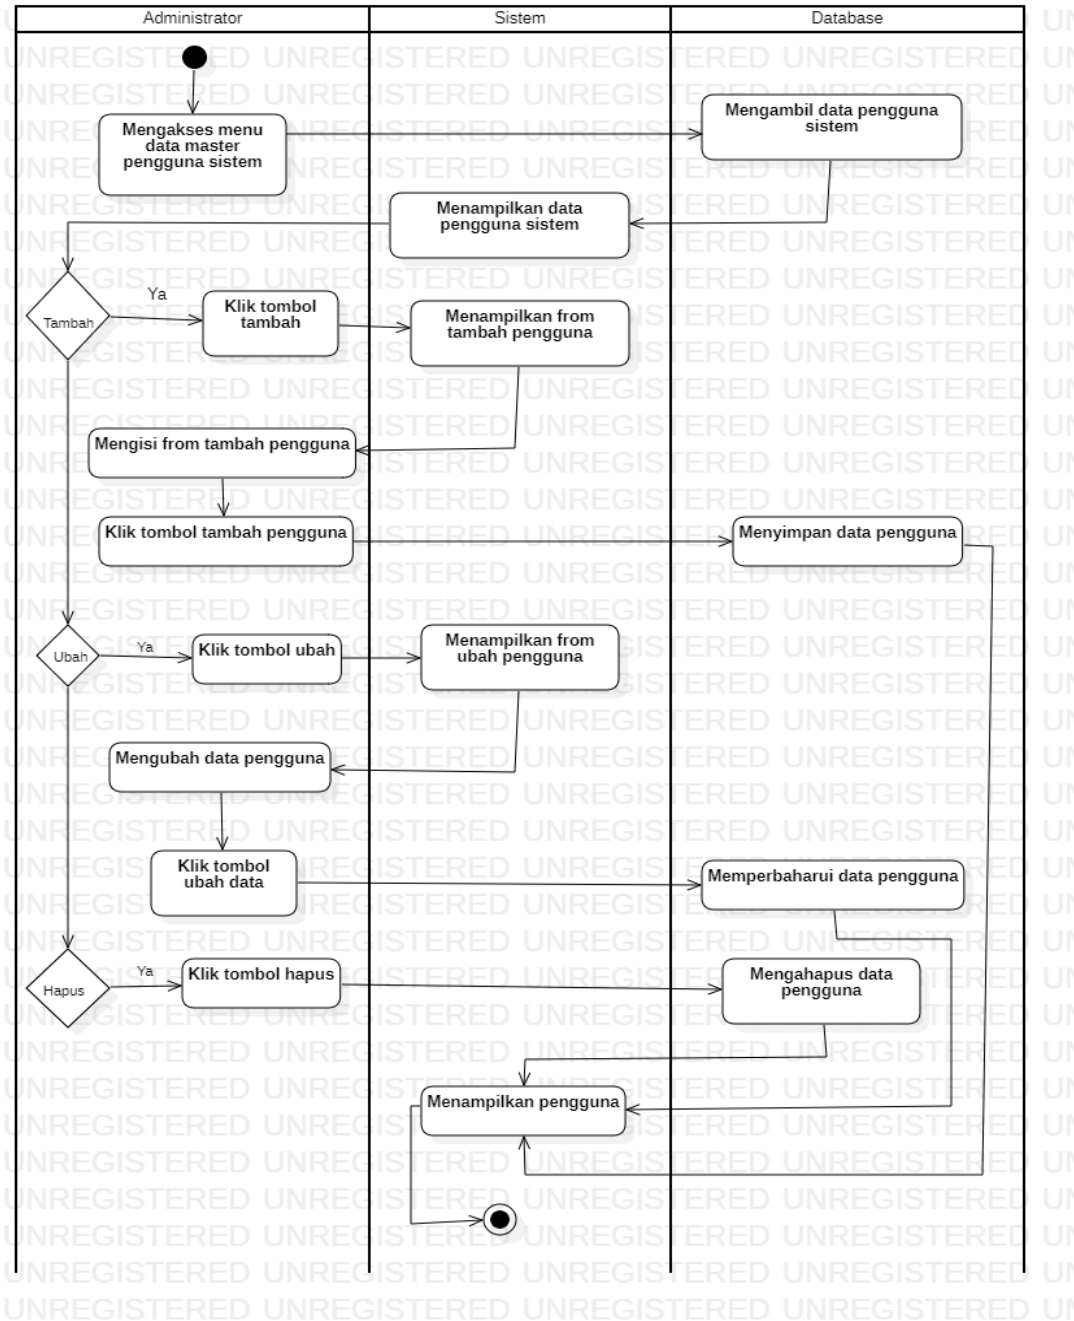 Administrator
Sistem
Database
Mengakses menu
data master
pengguna sistem
Mengambil data pengguna
sistem
Menampilkan data
pengguna sistem
Tambah
Ya
Klik tombol
tambah
Menampilkan from
tambah pengguna
Mengisi from tambah pengguna
Klik tombol tambah pengguna
Menyimpan data pengguna
Ubah
Ya
Klik tombol ubah
Menampilkan from
ubah pengguna
Mengubah data pengguna
Klik tombol
ubah data
Memperbaharui data pengguna
Hapus
Ya
Klik tombol hapus
Mengahapus data
pengguna
Menampilkan pengguna
UNREGISTERED